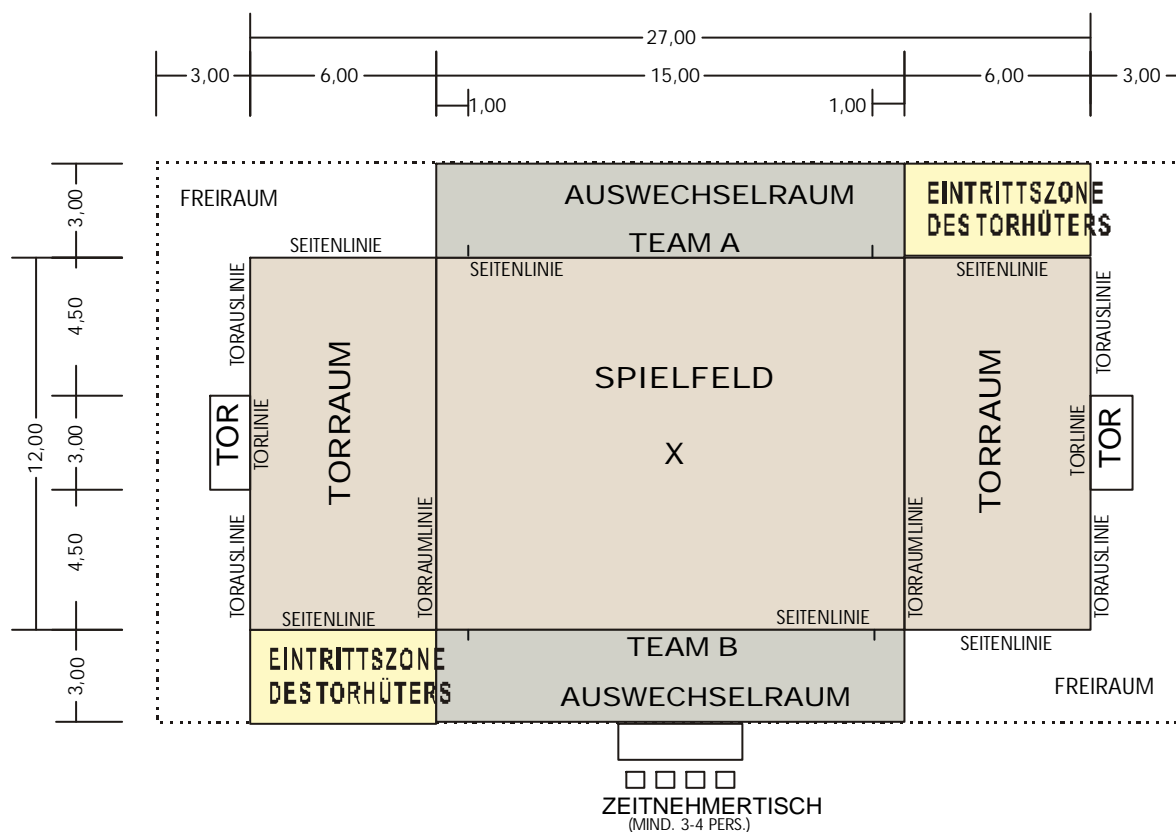 27,00
3,00
6,00
15,00
6,00
3,00
1,00
1,00
FREIRAUM
AUSWECHSELRAUM
TEAM A
EINTRITTSZONE
DES TORHÜTERS
3,00
SEITENLINIE
SEITENLINIE
SEITENLINIE
TORAUSLINIE
TORAUSLINIE
4,50
TORRAUM
SPIELFELD
X
TORRAUM
12,00
3,00
TOR
TORLINIE
TORLINIE
TOR
4,50
TORAUSLINIE
TORRAUMLINIE
TORRAUMLINIE
TORAUSLINIE
SEITENLINIE
SEITENLINIE
SEITENLINIE
3,00
EINTRITTSZONE
DES TORHÜTERS
TEAM B
AUSWECHSELRAUM
FREIRAUM
ZEITNEHMERTISCH
(MIND. 3-4 PERS.)